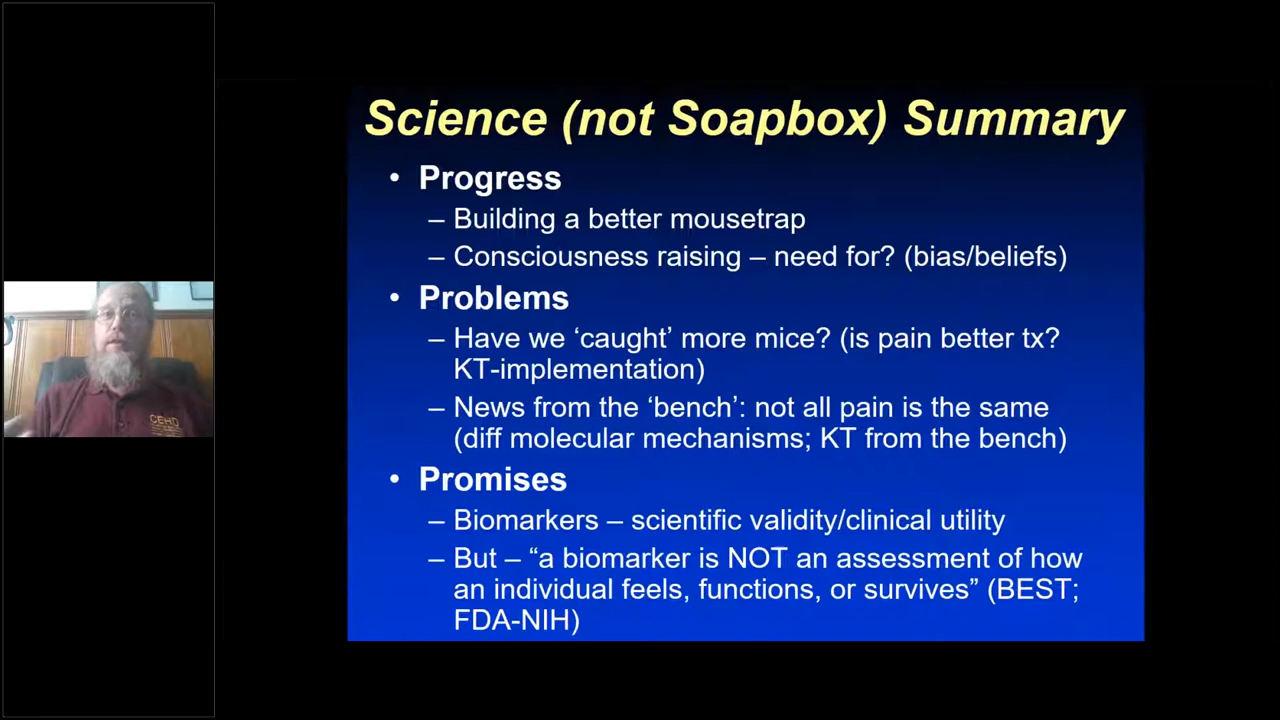 Science (not Soapbox) Summary
• Progress
– Building a better mousetrap
– Consciousness raising – need for? (bias/beliefs)
• Problems
– Have we ‘caught’ more mice? (is pain better tx?
KT-implementation)
– News from the ‘bench’: not all pain is the same
(diff molecular mechanisms; KT from the bench)
• Promises
– Biomarkers – scientific validity/clinical utility
– But – “a biomarker is NOT an assessment of how
an individual feels, functions, or survives” (BEST;
FDA-NIH)
CEHD